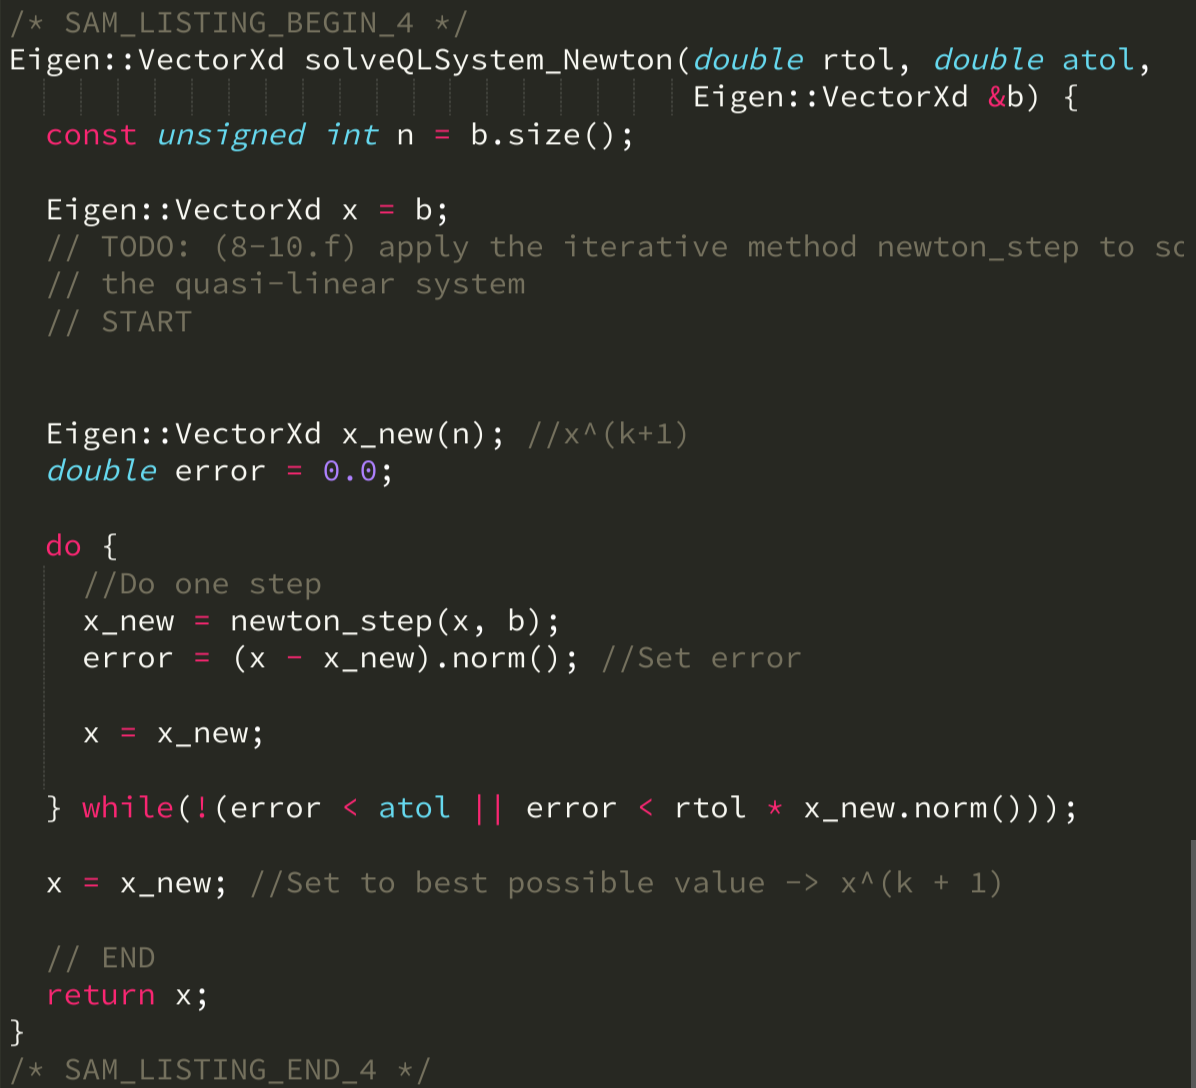 /* SAM_LISTING_BEGIN_4 */
Eigen::VectorXd solveQLSystem_Newton(double rtol, double atol,
                                     Eigen::VectorXd &b) {
  const unsigned int n = b.size();

  Eigen::VectorXd x = b;
  // TODO: (8-10.f) apply the iterative method newton_step to
  // the quasi-linear system
  // START

  Eigen::VectorXd x_new(n); //x^(k+1)
  double error = 0.0;

  do {
    //Do one step
    x_new = newton_step(x, b);
    error = (x - x_new).norm(); //Set error

    x = x_new;

  } while(!(error < atol || error < rtol * x_new.norm()));

  x = x_new; //Set to best possible value -> x^(k + 1)

  // END
  return x;
}
/* SAM_LISTING_END_4 */